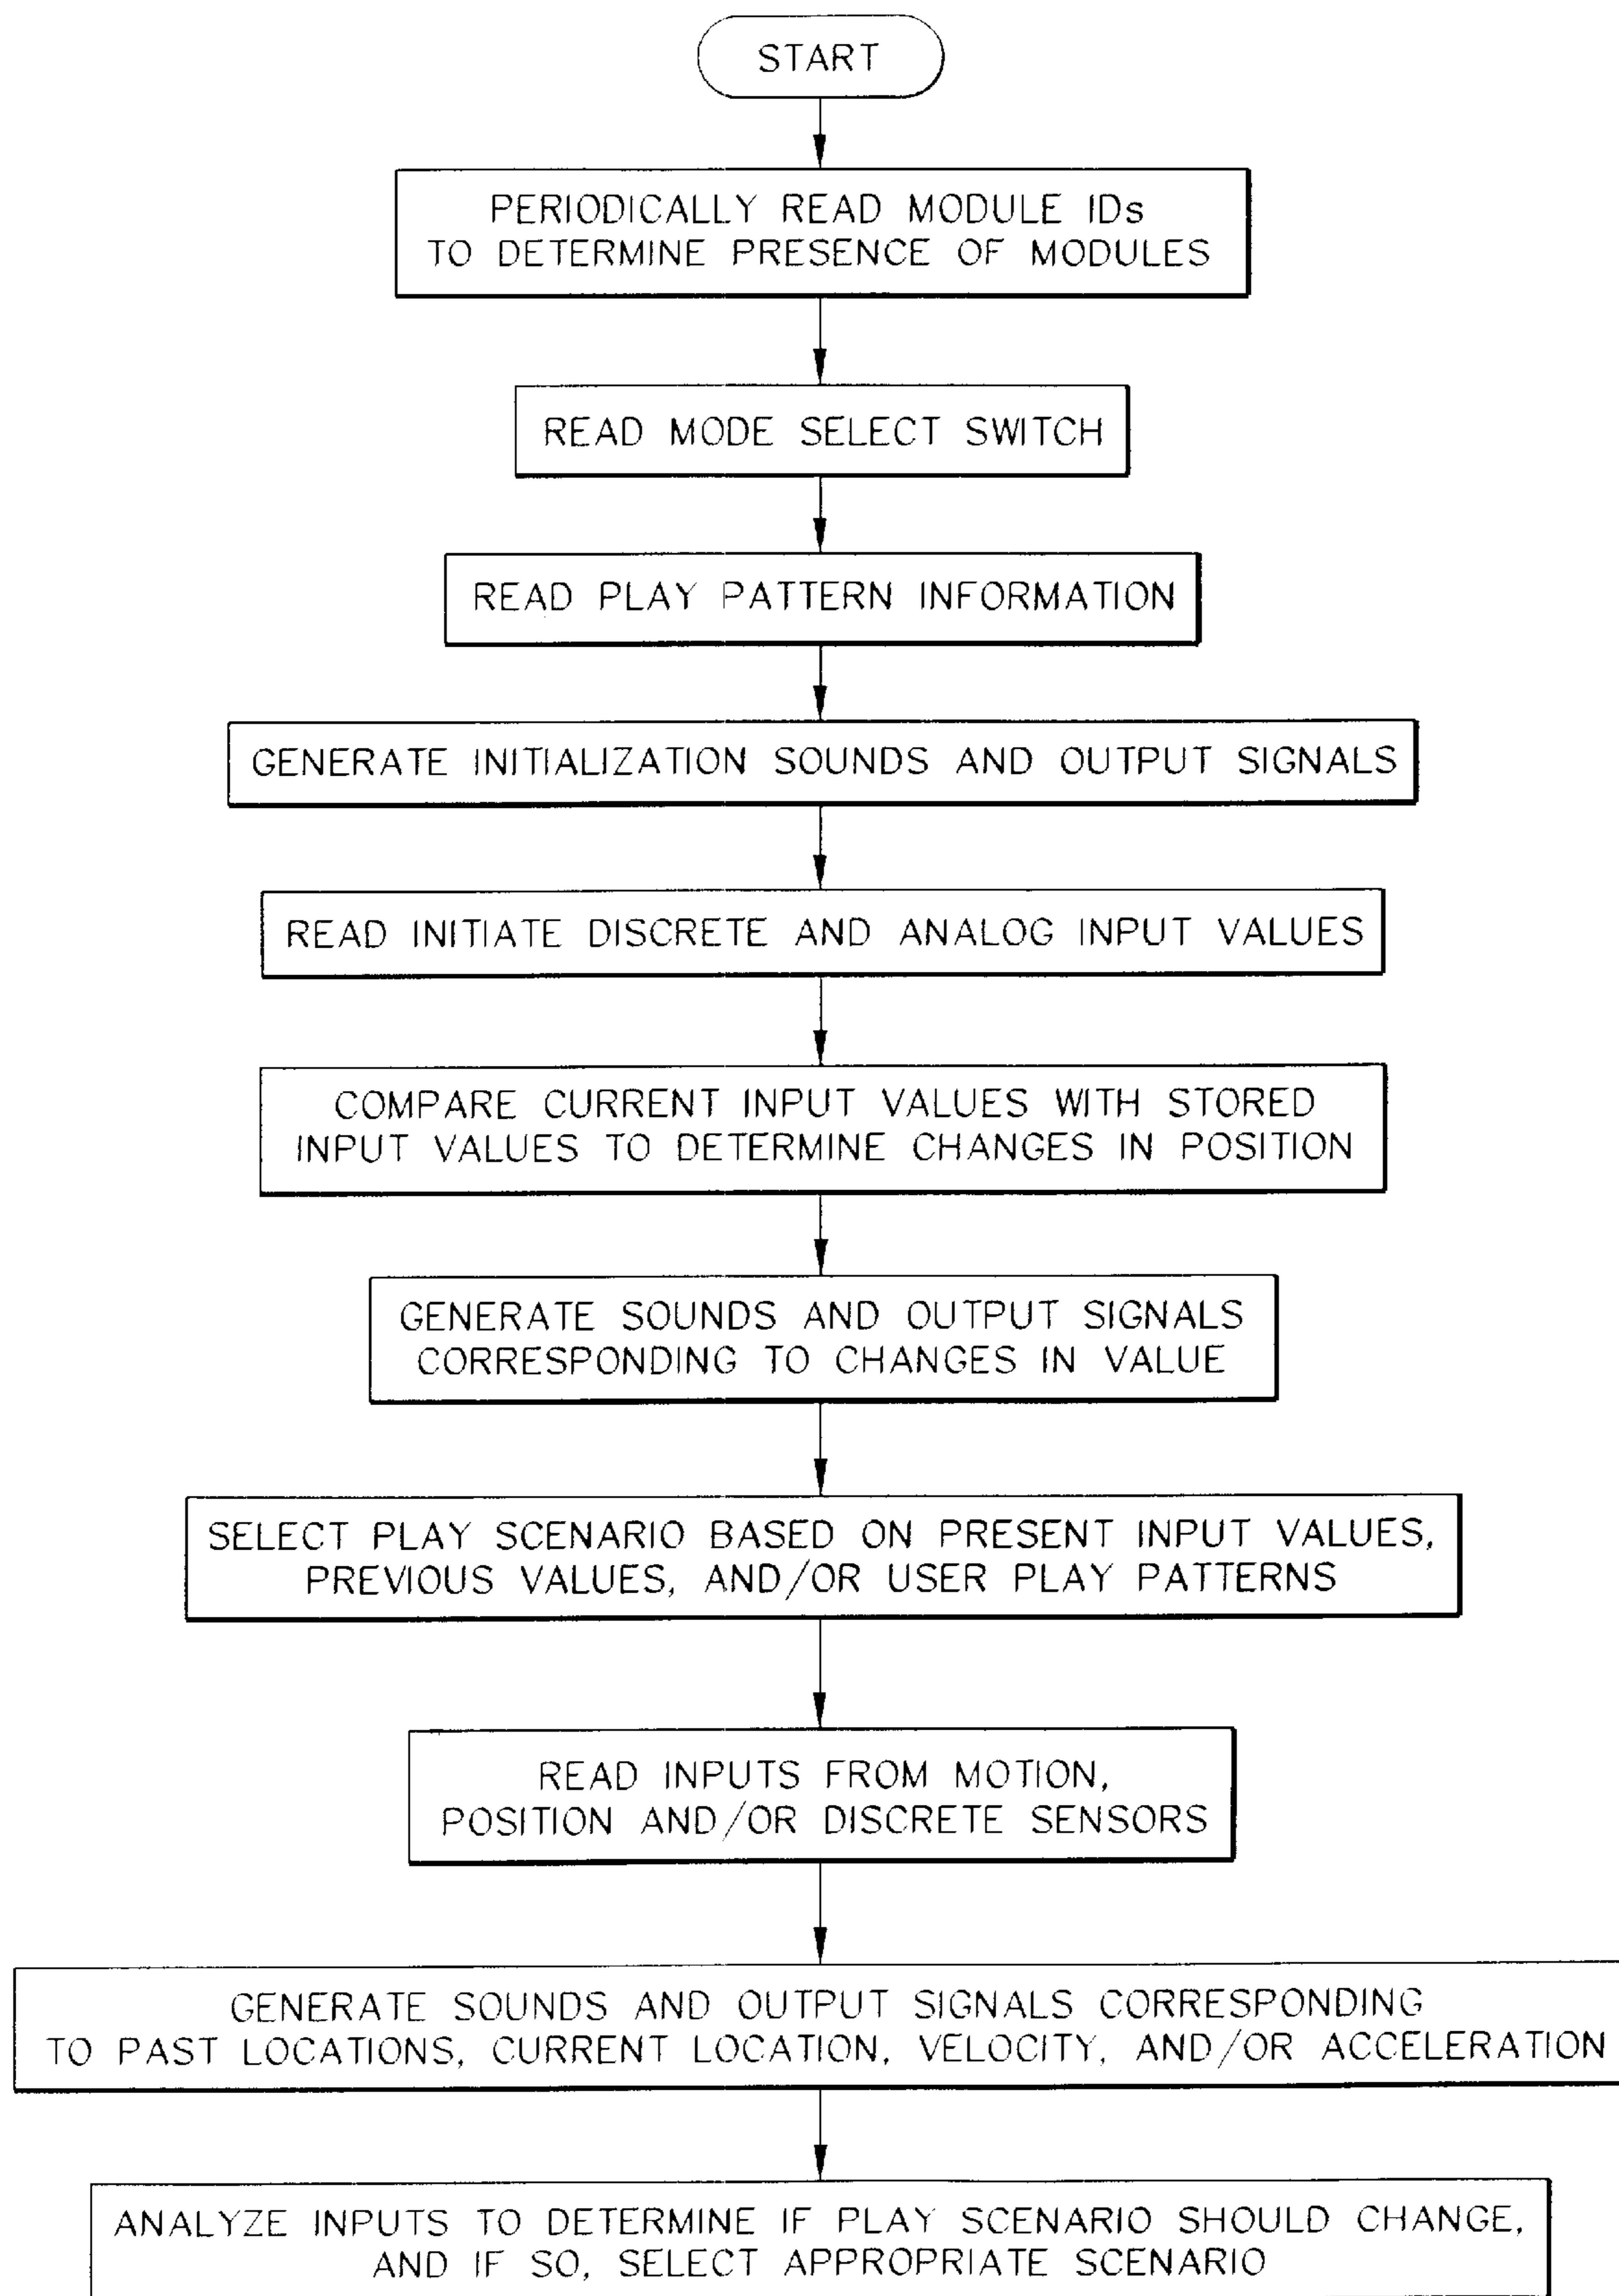 START
PERIODICALLY READ MODULE IDs
TO DETERMINE PRESENCE OF MODULES
READ MODE SELECT SWITCH
READ PLAY PATTERN INFORMATION
GENERATE INITIALIZATION SOUNDS AND OUTPUT SIGNALS
READ INITIATE DISCRETE AND ANALOG INPUT VALUES
COMPARE CURRENT INPUT VALUES WITH STORED
INPUT VALUES TO DETERMINE CHANGES IN POSITION
GENERATE SOUNDS AND OUTPUT SIGNALS
CORRESPONDING TO CHANGES IN VALUE
SELECT PLAY SCENARIO BASED ON PRESENT INPUT VALUES,
PREVIOUS VALUES, AND/OR USER PLAY PATTERNS
READ INPUTS FROM MOTION,
POSITION AND/OR DISCRETE SENSORS
GENERATE SOUNDS AND OUTPUT SIGNALS CORRESPONDING
TO PAST LOCATIONS, CURRENT LOCATION, VELOCITY, AND/OR ACCELERATION
ANALYZE INPUTS TO DETERMINE IF PLAY SCENARIO SHOULD CHANGE,
AND IF SO, SELECT APPROPRIATE SCENARIO